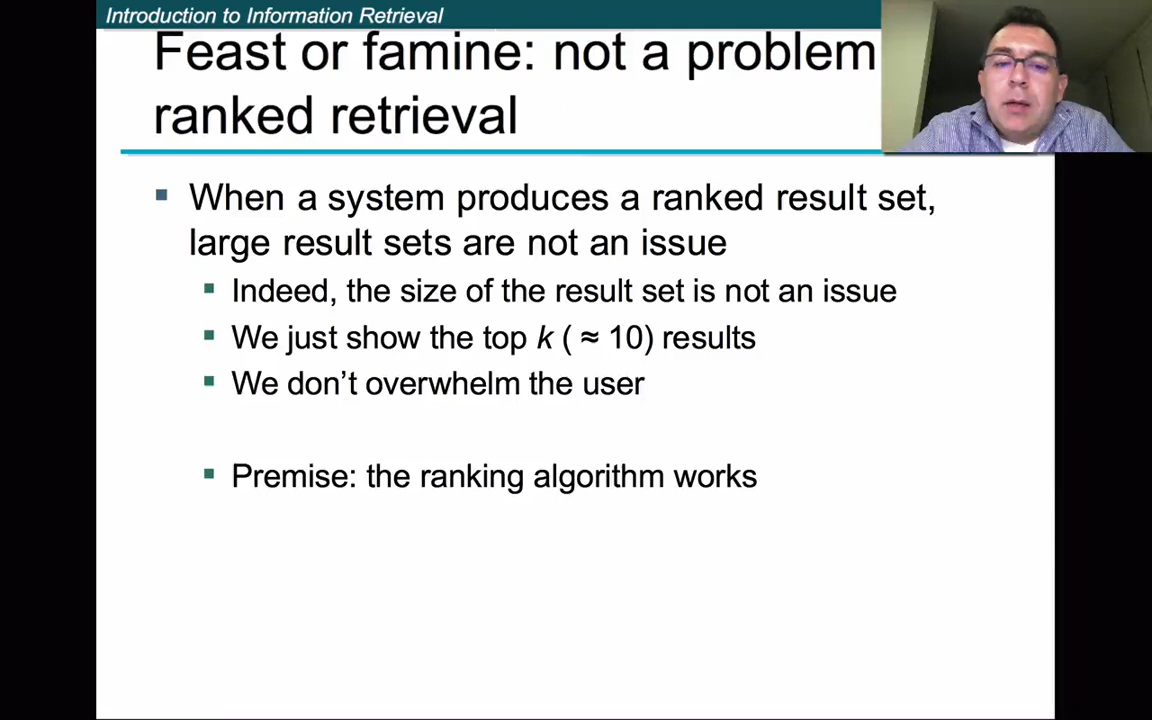 Introduction to Information Retrieval
Feast or famine: not a problem
ranked retrieval
▪ When a system produces a ranked result set,
large result sets are not an issue
▪ Indeed, the size of the result set is not an issue
▪ We just show the top k ( ≈ 10) results
▪ We don’t overwhelm the user
▪ Premise: the ranking algorithm works